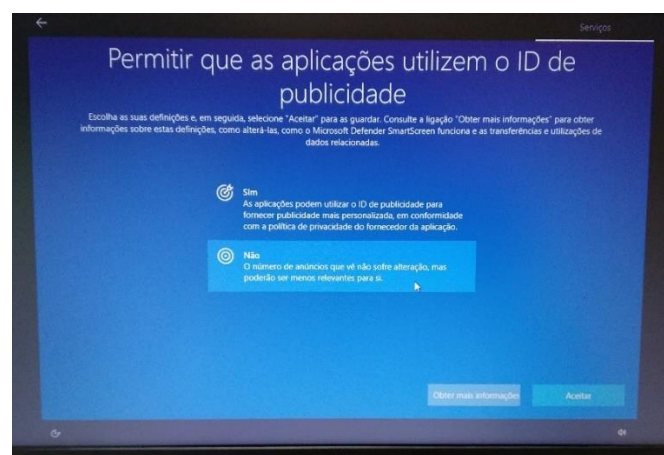 Serviços
Permitir que as aplicações utilizem o ID de
publicidade
Escolha as suas definições e, em seguida, selecione "Aceitar" para as guardar. Consulte a ligação "Obter mais informações" para obter
informações sobre estas definições, como alterá-las, como o Microsoft Defender SmartScreen funciona e as transferências e utilizações de
dados relacionadas.
Sim
As aplicações podem utilizar o ID de publicidade para
fornecer publicidade mais personalizada, em conformidade
com a política de privacidade do fornecedor da aplicação.
Não
O número de anúncios que vê não sofre alteração, mas
poderão ser menos relevantes para si.
Obter mais informações
Aceitar